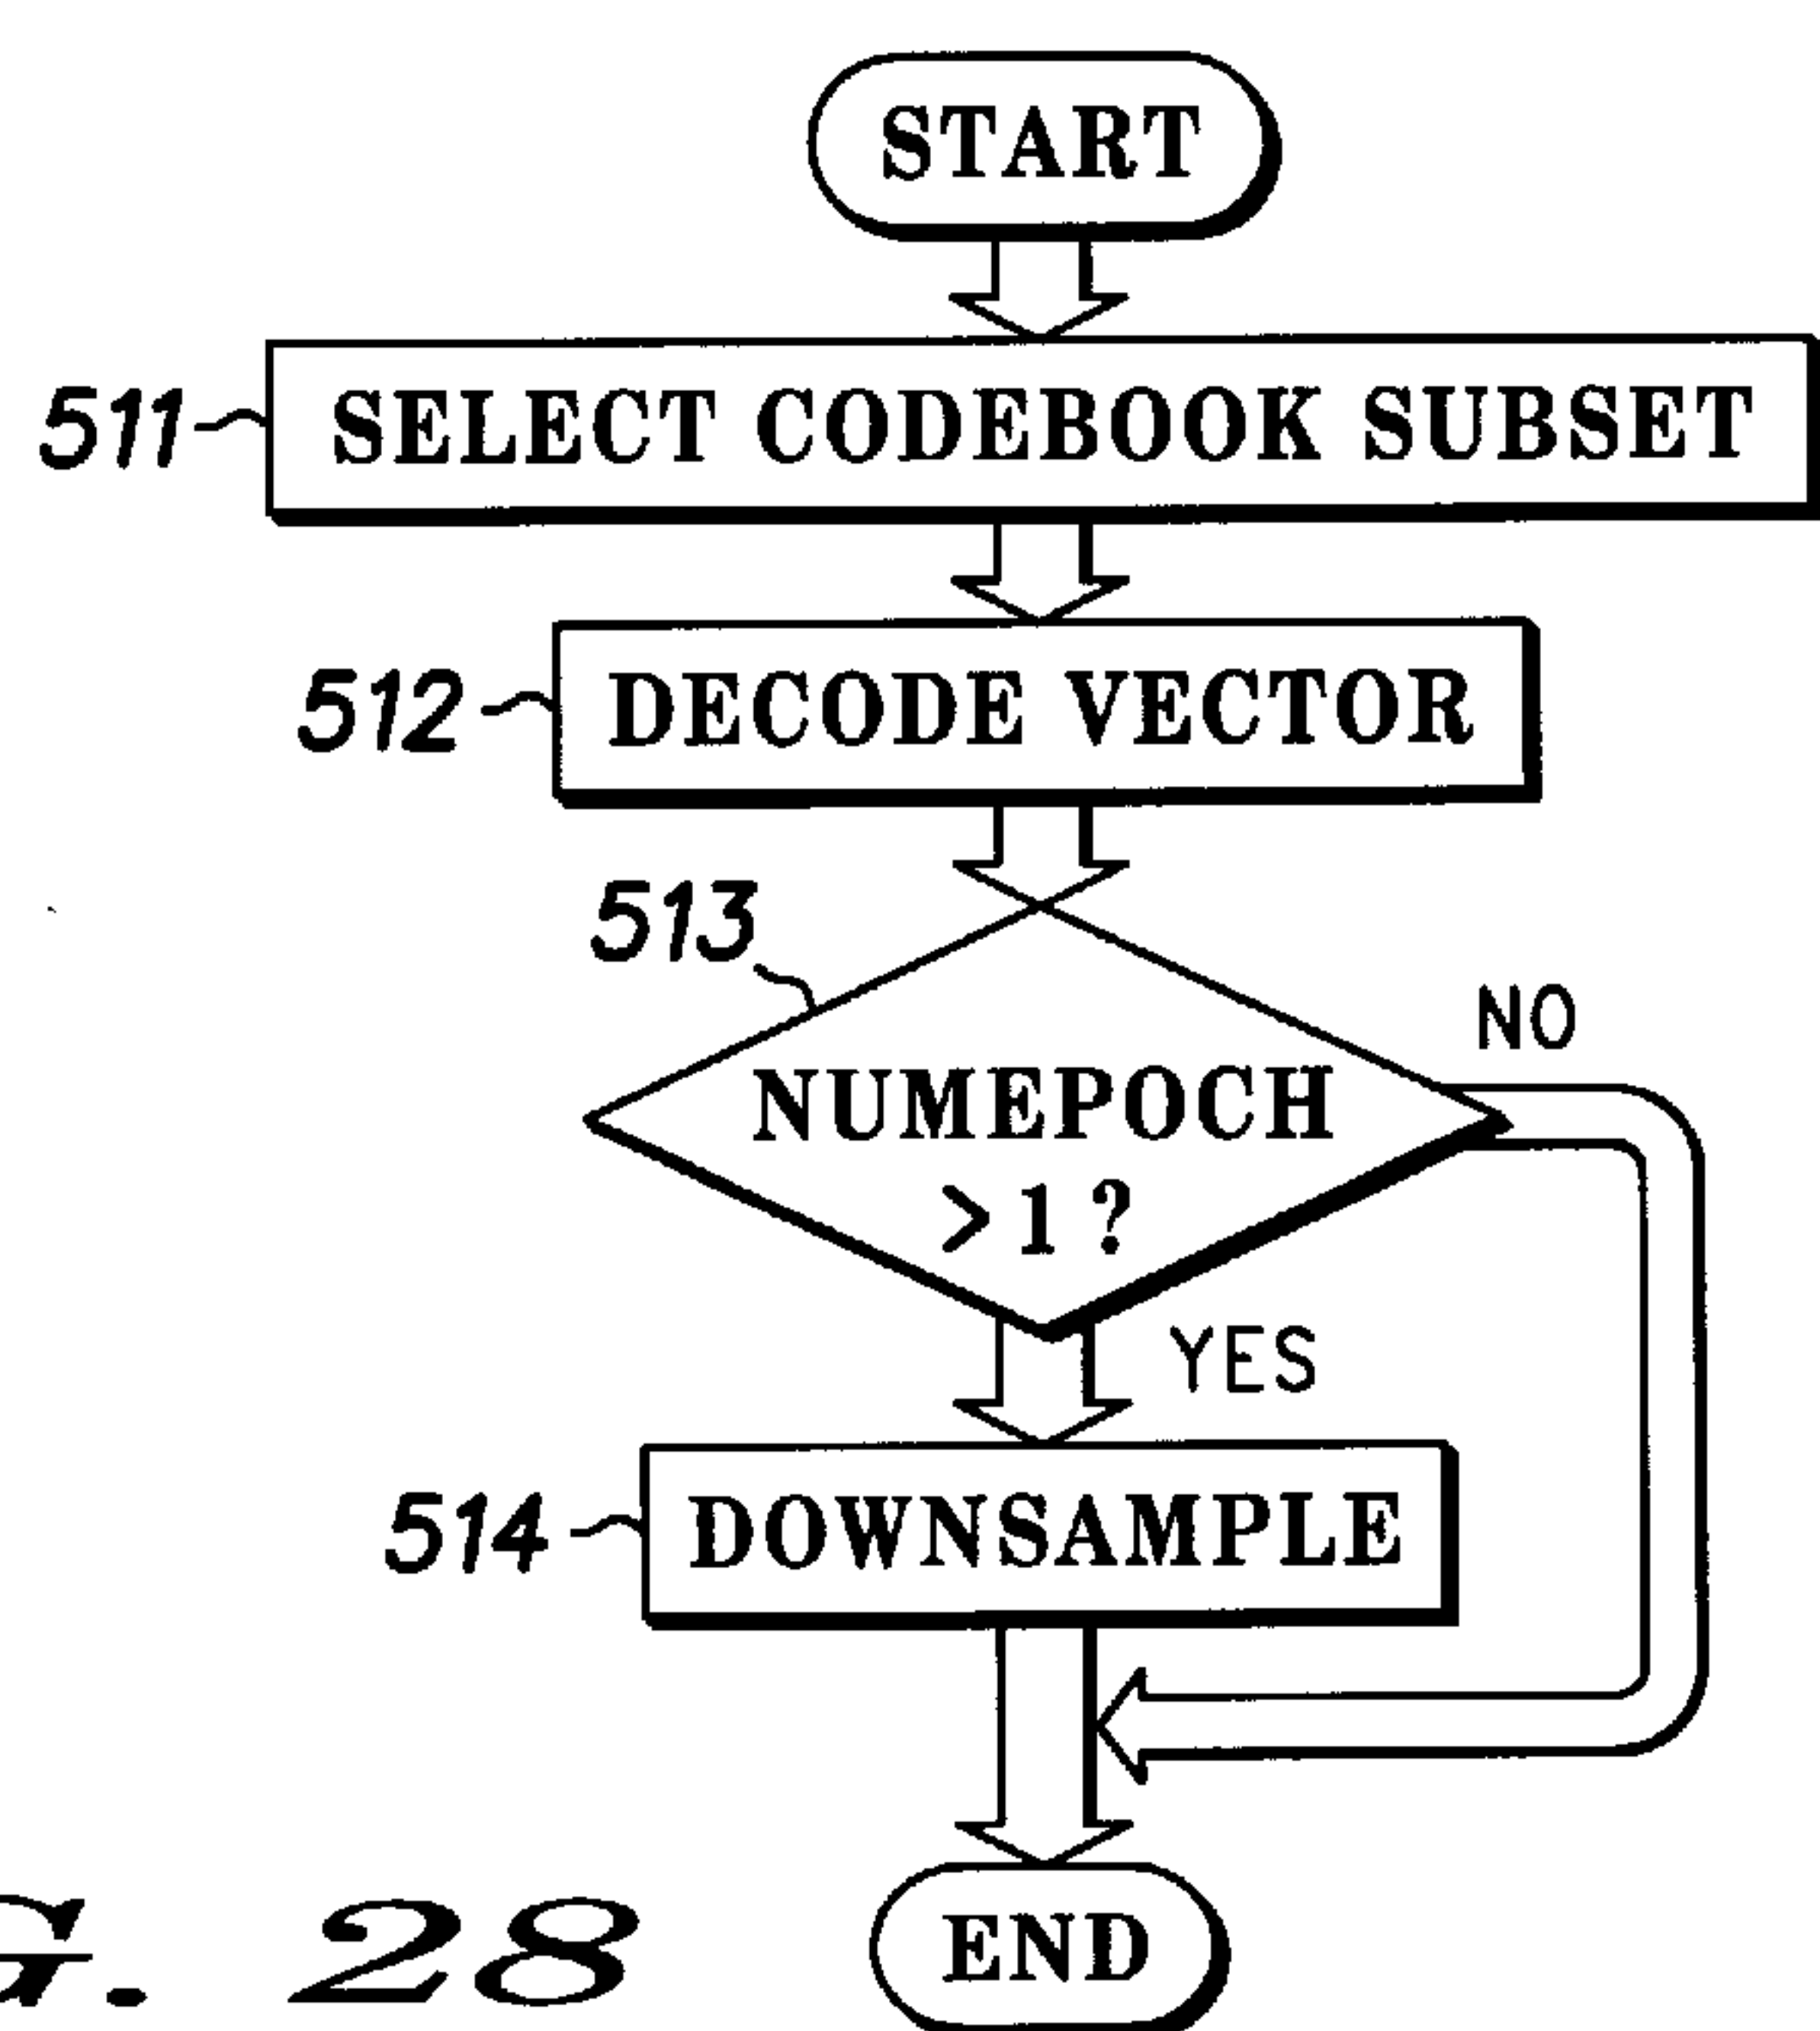 START
511 SELECT CODEBOOK SUBSET
512 DECODE VECTOR
513
NO
NUMEPOCH
>1?
YES
514 DOWNSAMPLE
END
G. 28